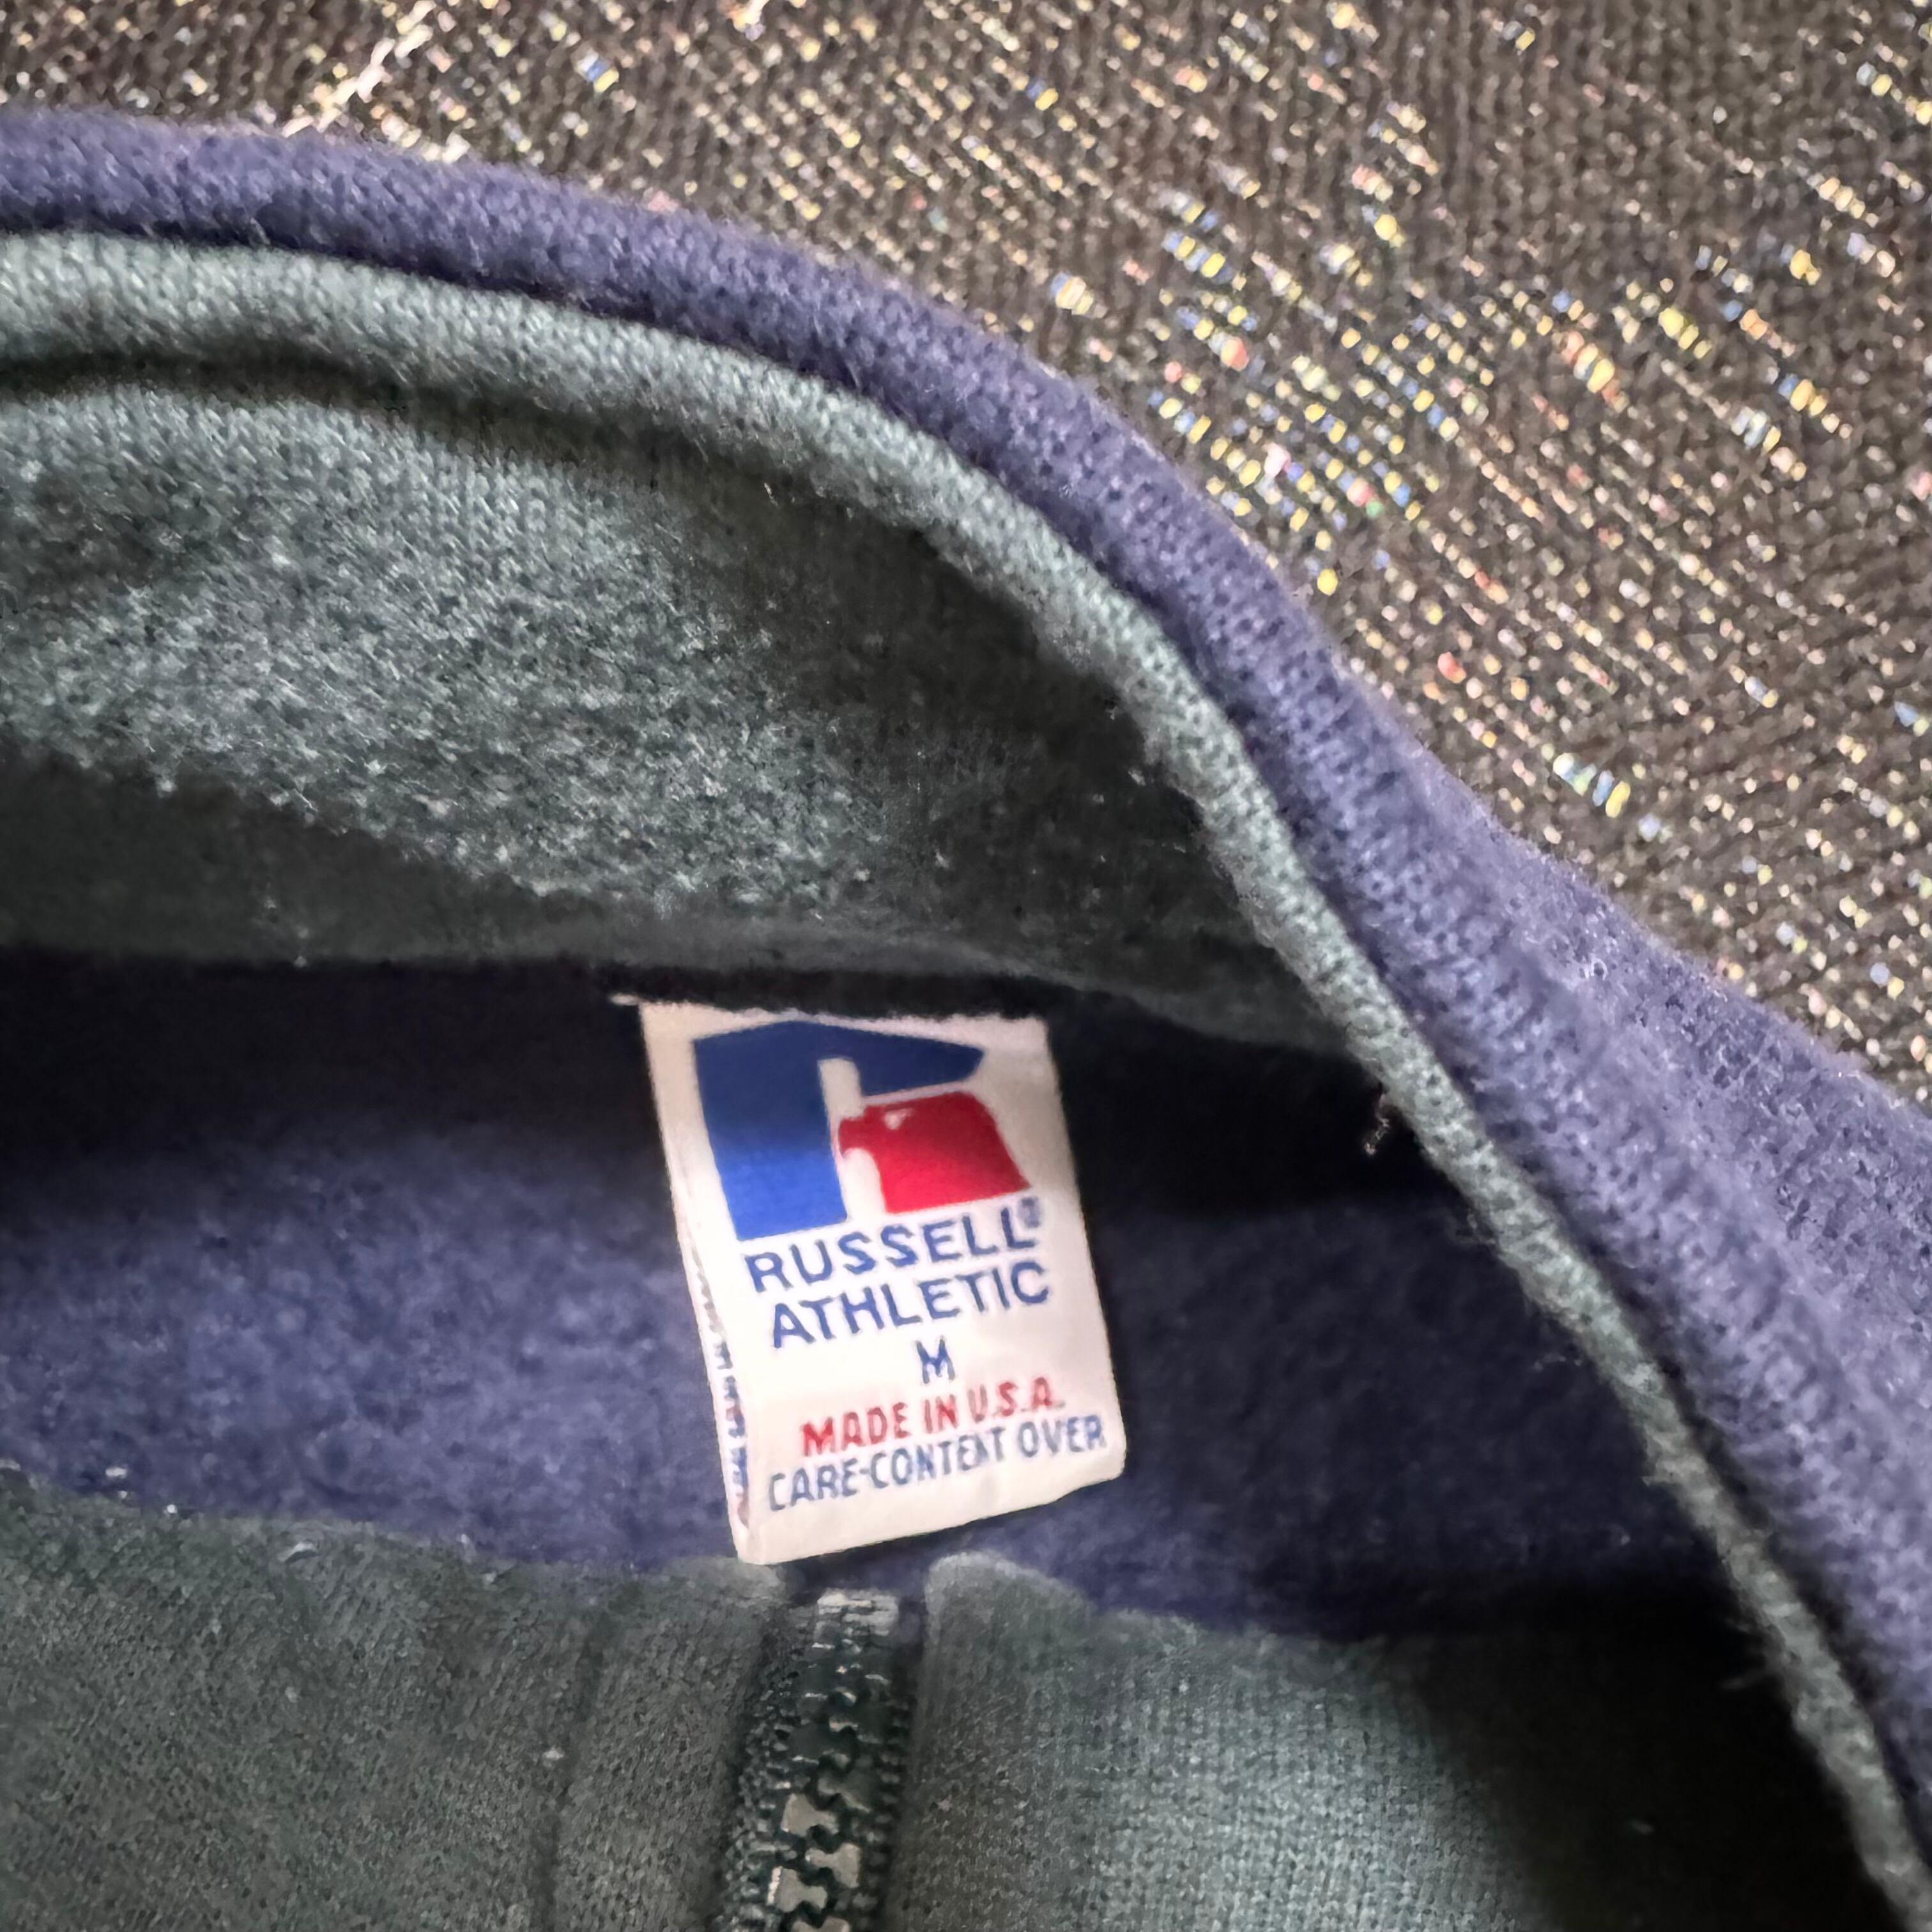 RUSSELL®
ATHLETIC
M
MADE IN U.S.A.
CARE-CONTENT OVER